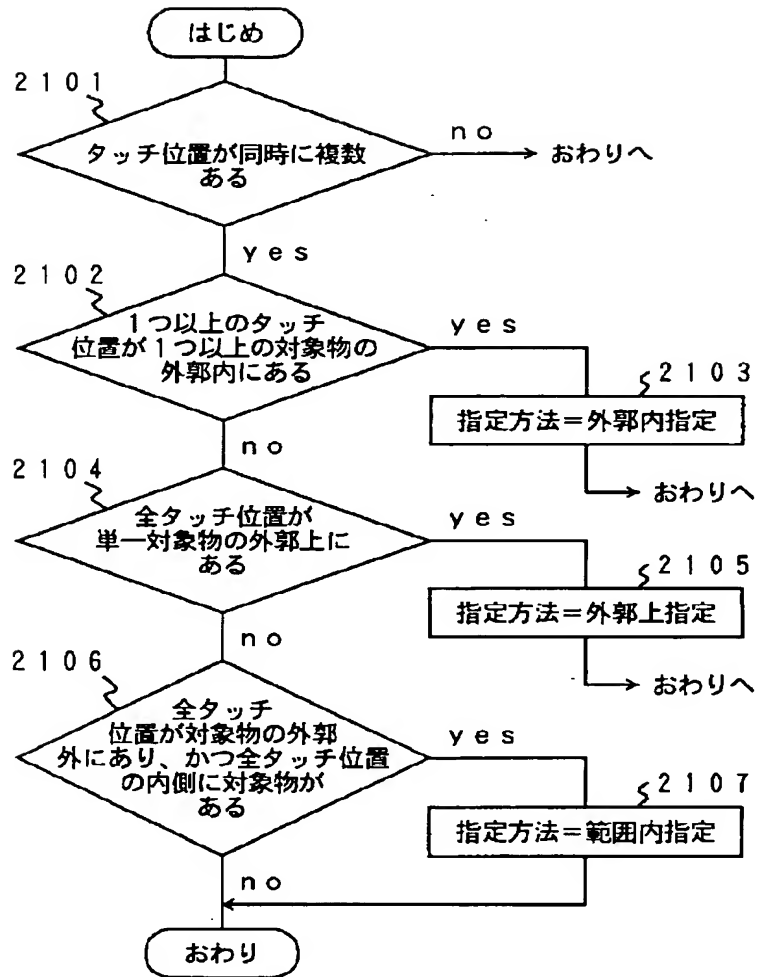 はじめ
2101
タッチ位置が同時に複数
ある
no
おわりへ
yes
2102
1つ以上のタッチ
位置が1つ以上の対象物の
外郭内にある
yes
2103
指定方法=外郭内指定
おわりへ
no
2104
全タッチ位置が
単一対象物の外郭上に
ある
yes
2105
指定方法=外郭上指定
おわりへ
no
2106
全タッチ
位置が対象物の外郭
外にあり、かつ全タッチ位置
の内側に対象物が
ある
yes
2107
指定方法=範囲内指定
no
おわり